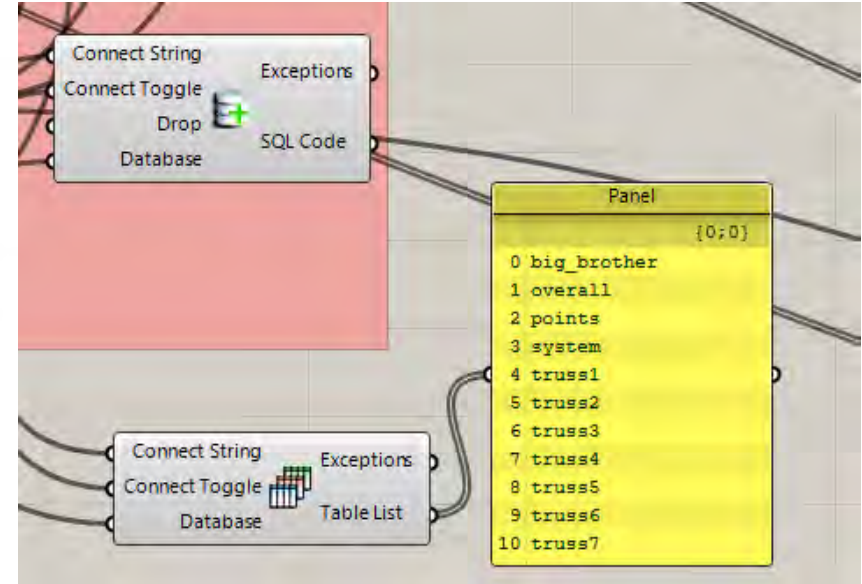 Connect String
Connect Toggle
Drop
Database
Exceptions
SQL Code
Panel
{0;0}
0 big_brother
1 overall
2 points
3 system
4 truss1
5 truss2
6 truss3
7 truss4
8 truss5
9 truss6
10 truss7
Connect String
Connect Toggle
Database
Exceptions
Table List